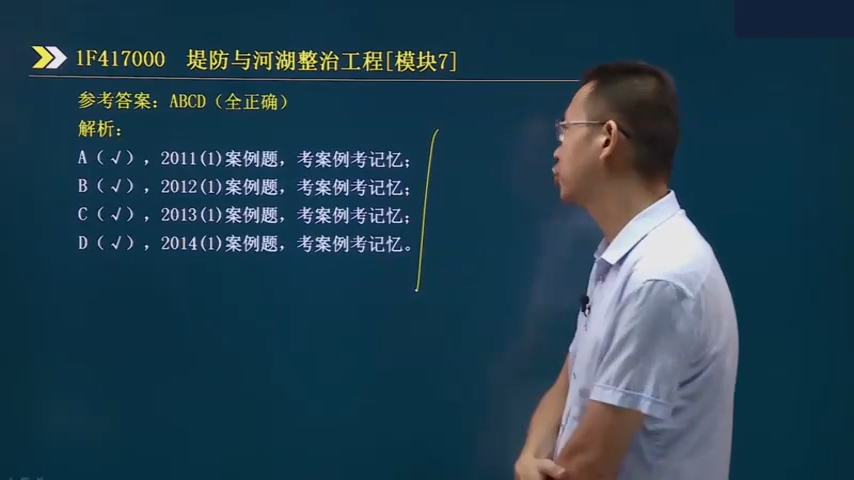 1F417000 堤防与河湖整治工程[模块7]
参考答案：ABCD（全正确）
解析：
A（√），2011(1)案例题，考案例考记忆；
B（√），2012(1)案例题，考案例考记忆；
C（√），2013(1)案例题，考案例考记忆；
D（√），2014(1)案例题，考案例考记忆。